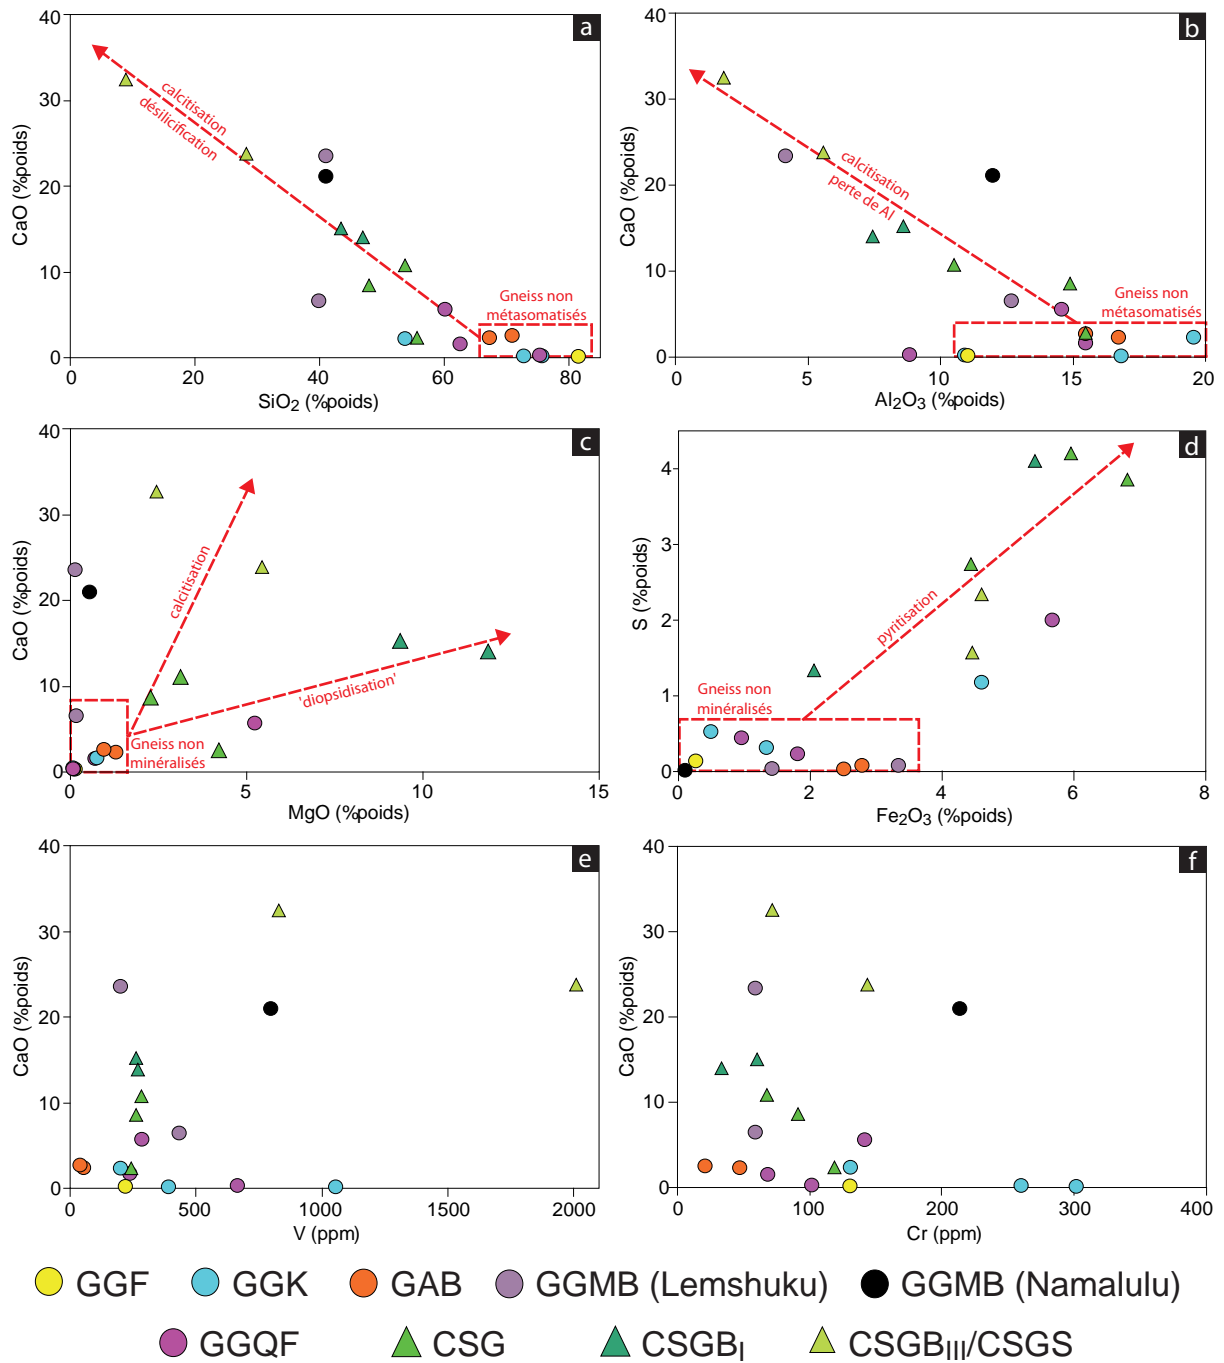 a
40
30
20
10
0
CaO (%poids)
calcitisation
désilicification
Gneiss non
métasomatisés
0 20 40 60 80
SiO2 (%poids)
b
40
30
20
10
0
CaO (%poids)
calcitisation
perte de Al
Gneiss non
métasomatisés
0 5 10 15 20
Al2O3 (%poids)
c
40
30
20
10
0
CaO (%poids)
calcitisation
'diopsidisation'
Gneiss non
minéralisés
0 5 10 15
MgO (%poids)
d
4
3
2
1
0
S (%poids)
pyritisation
Gneiss non
minéralisés
0 2 4 6 8
Fe2O3 (%poids)
e
40
30
20
10
0
CaO (%poids)
0 500 1000 1500 2000
V (ppm)
f
40
30
20
10
0
CaO (%poids)
0 100 200 300 400
Cr (ppm)
GGF GGK GAB GGMB (Lemshuku) GGMB (Namalulu)
GGQF CSG CSGBI CSGBIII/CSGS